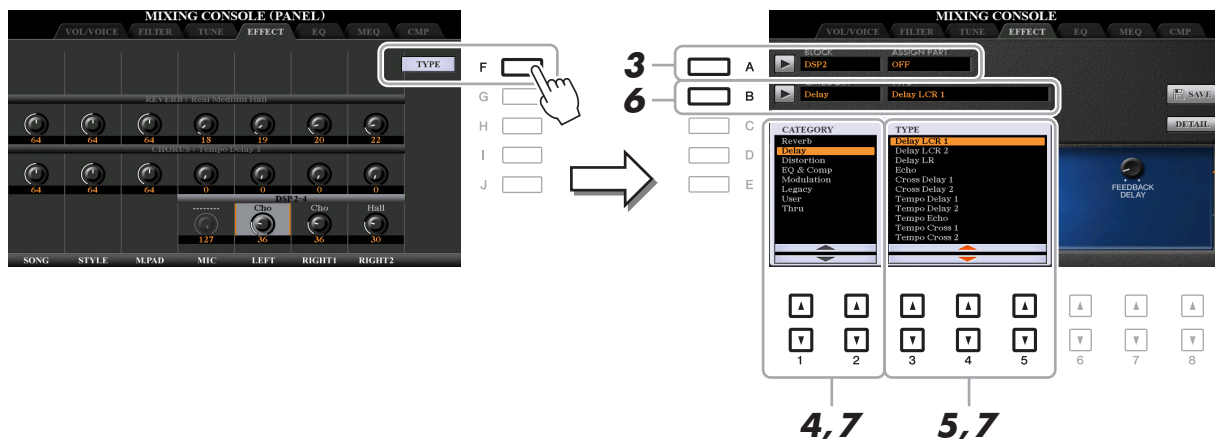 MIXING CONSOLE (PANEL)
VOL/VOICE FILTER TUNE EFFECT EQ MEQ CMP
TYPE
F
G
H
I
J
REVERB : Real Medium Hall
64 64 64 18 19 20 22
CHORUS : Tempo Delay 1
64 64 64 0 0 0 0
DSP 2-4
-------- Cho Cho Hall
127 36 36 30
SONG STYLE M.PAD MIC LEFT RIGHT1 RIGHT2
MIXING CONSOLE
VOL/VOICE FILTER TUNE EFFECT EQ MEQ CMP
3
6
A
B
C
D
E
BLOCK ASSIGN PART
DSP2 OFF
Delay Delay LCR 1
SAVE
DETAIL
CATEGORY
Reverb
Delay
Distortion
EQ & Comp
Modulation
Legacy
User
Thru
TYPE
Delay LCR 1
Delay LCR 2
Delay LR
Echo
Cross Delay 1
Cross Delay 2
Tempo Delay 1
Tempo Delay 2
Tempo Echo
Tempo Cross 1
Tempo Cross 2
FEEDBACK
DELAY
1 2 3 4 5 6 7 8
4,7
5,7